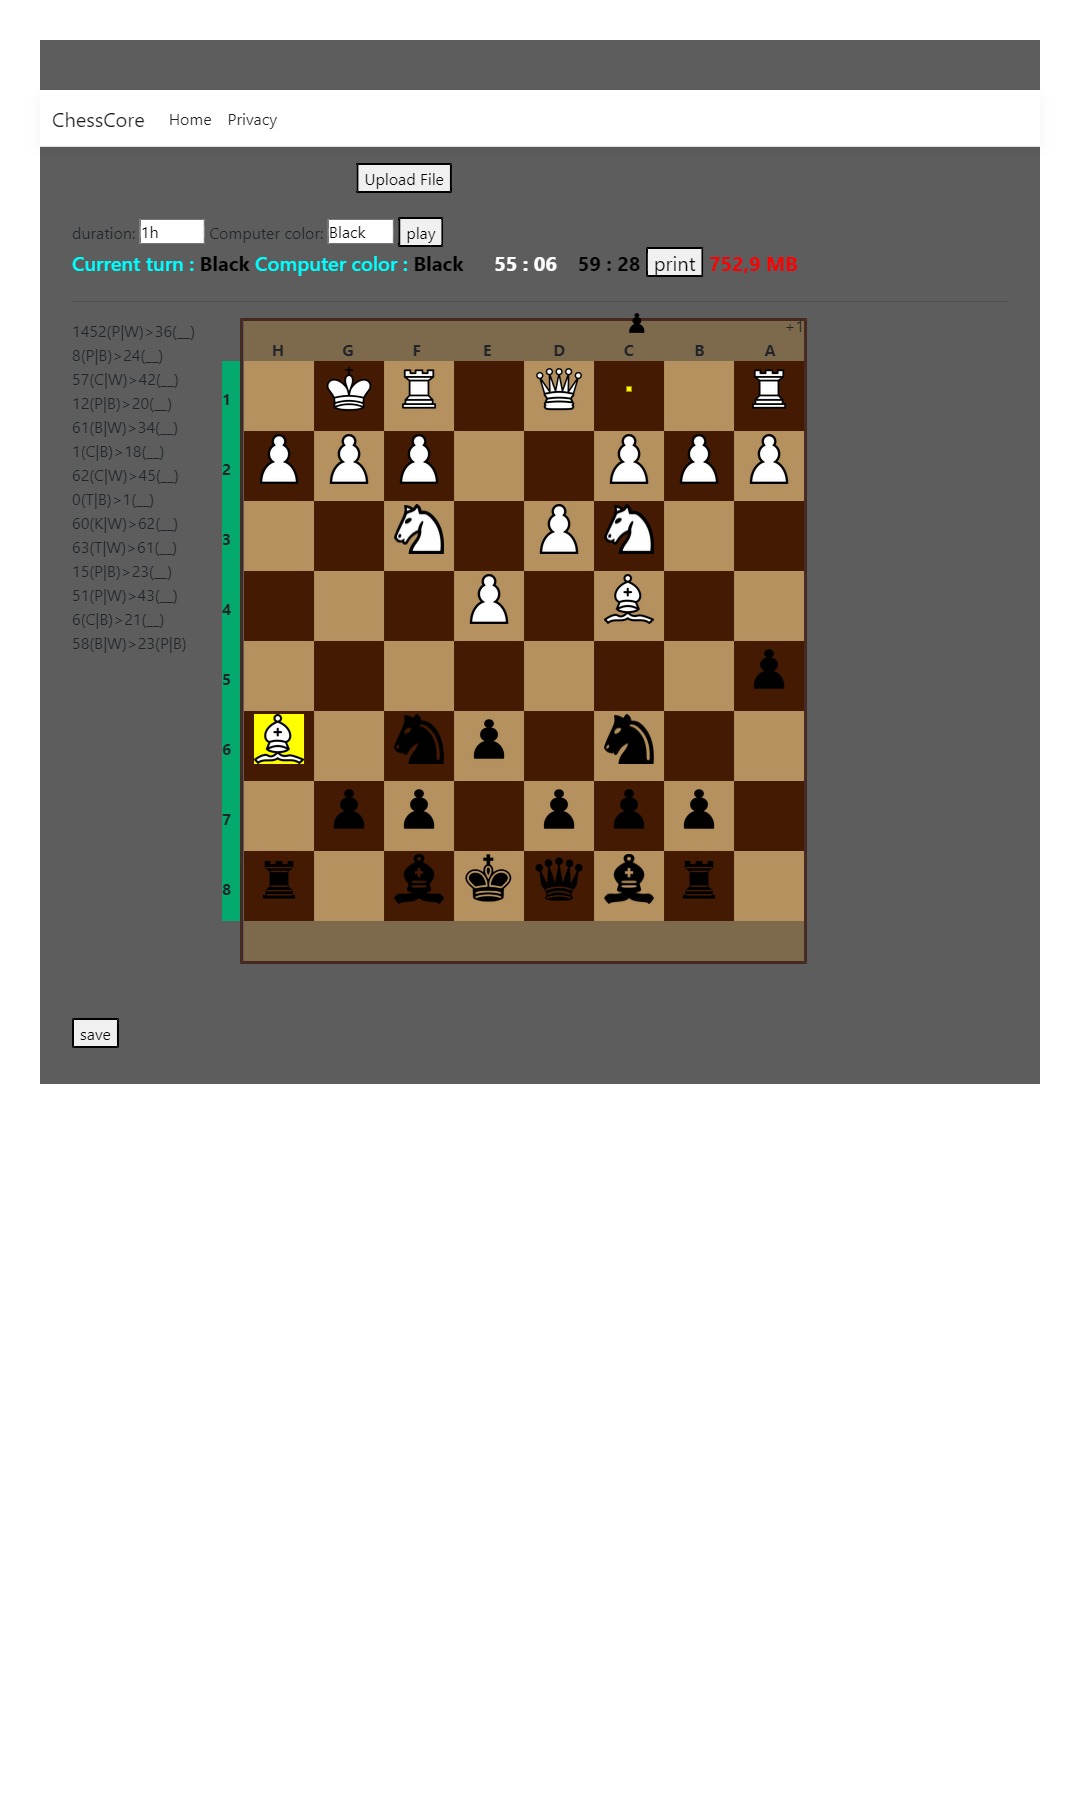 ChessCore Home Privacy
Upload File
duration: 1h Computer color: Black play
Current turn : Black Computer color : Black 55 : 06 59 : 28 print 752,9 MB
1452(P|W)>36(__)
8(P|B)>24(__)
57(C|W)>42(__)
12(P|B)>20(__)
61(B|W)>34(__)
1(C|B)>18(__)
62(C|W)>45(__)
0(T|B)>1(__)
60(K|W)>62(__)
63(T|W)>61(__)
15(P|B)>23(__)
51(P|W)>43(__)
6(C|B)>21(__)
58(B|W)>23(P|B)
+1
H G F E D C B A
1
2
3
4
5
6
7
8
save